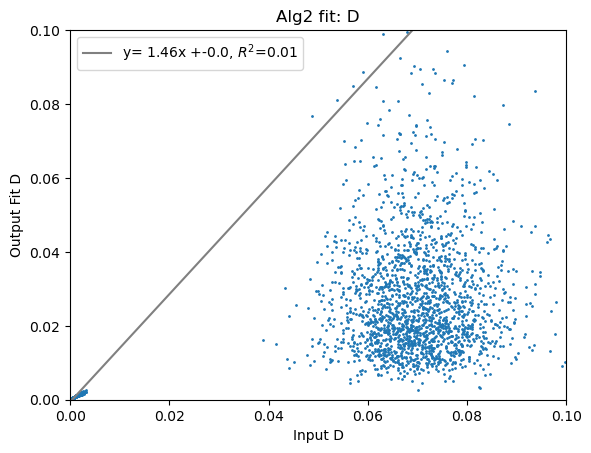 Alg2 fit: D
y= 1.46x +-0.0, R²=0.01
0.10
0.08
0.06
0.04
0.02
0.00
Output Fit D
0.00 0.02 0.04 0.06 0.08 0.10
Input D